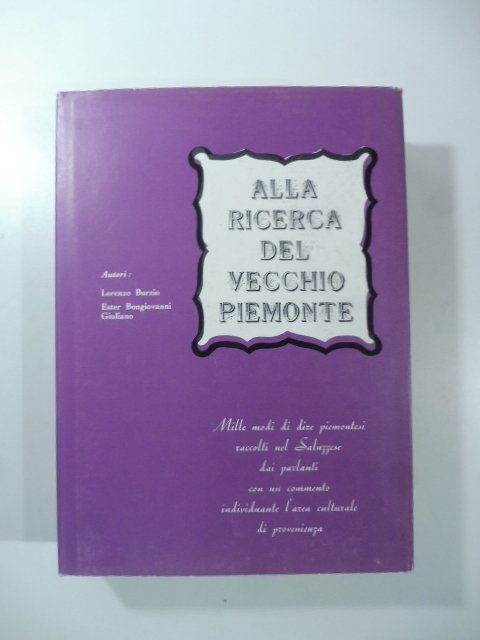 ALLA
RICERCA
DEL
VECCHIO
PIEMONTE
Autori :
Lorenzo Burzio
Ester Bongiovanni
Giuliano
Mille modi di dire piemontesi
raccolti nel Saluzzese
dai parlanti
con un commento
individuante l'area culturale
di provenienza